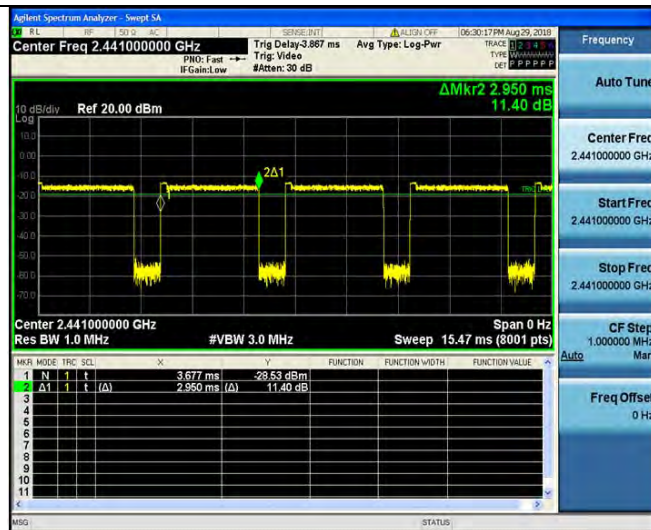 Agilent Spectrum Analyzer - Swept SA
RL RF 50 Ω AC SENSE:INT ALIGN OFF 06:30:17 PM Aug 29, 2018
Center Freq 2.441000000 GHz
PNO: Fast
IFGain:Low
Trig Delay-3.867 ms
Trig: Video
#Atten: 30 dB
Avg Type: Log-Pwr
TRACE 1 2 3 4 5 6
TYPE
DET P P P P P P
ΔMkr2 2.950 ms
11.40 dB
10 dB/div Ref 20.00 dBm
Log
10.0
0.00
-10.0
-20.0
-30.0
-40.0
-50.0
-60.0
-70.0
2Δ1
Center 2.441000000 GHz Span 0 Hz
Res BW 1.0 MHz #VBW 3.0 MHz Sweep 15.47 ms (8001 pts)
MKR MODE TRC SCL X Y FUNCTION FUNCTION WIDTH FUNCTION VALUE
1 N 1 t 3.677 ms -28.53 dBm
2 Δ1 1 t (Δ) 2.950 ms (Δ) 11.40 dB
3
4
5
6
7
8
9
10
11
MSG STATUS
Frequency
Auto Tune
Center Freq
2.441000000 GHz
Start Freq
2.441000000 GHz
Stop Freq
2.441000000 GHz
CF Step
1.000000 MHz
Auto Man
Freq Offset
0 Hz